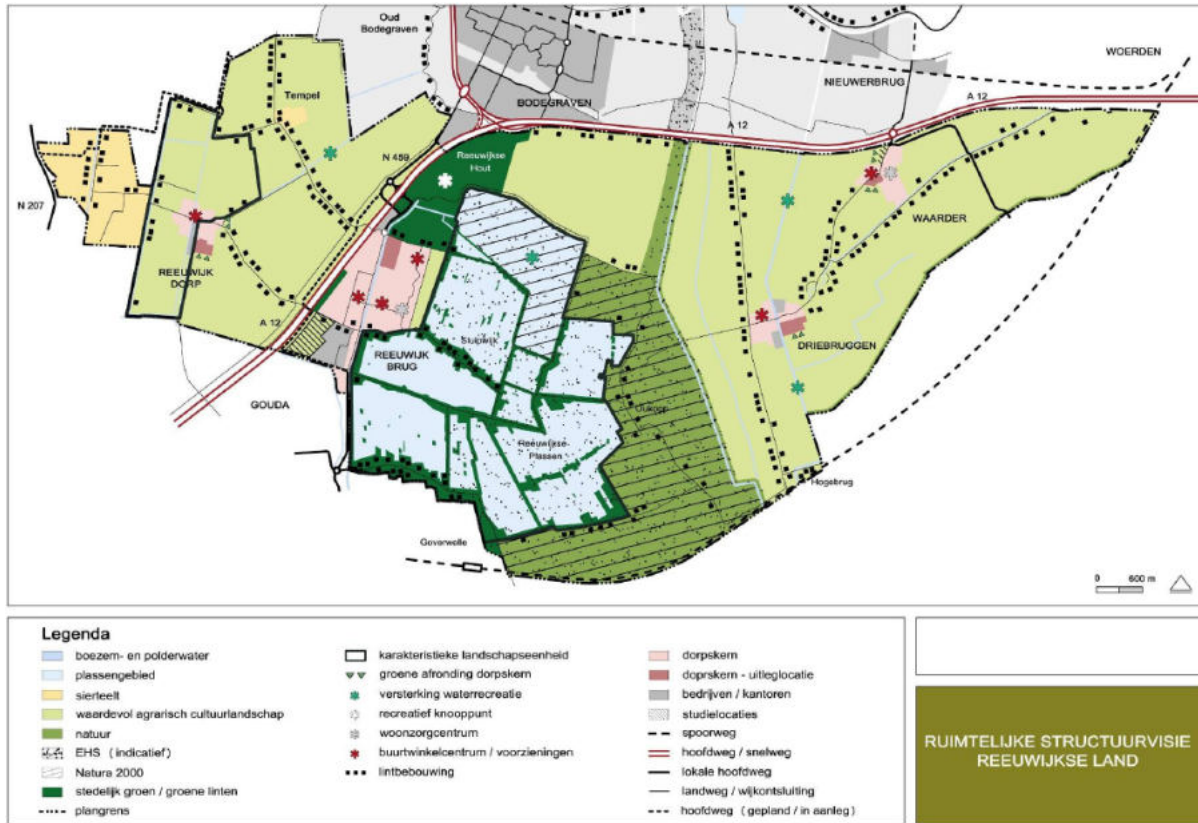 Oud
Bodegraven
WOERDEN
NIEUWERBRUG
Tempel
BODEGRAVEN
A 12
A 12
N 459
Reeuwijkse
Hout
N 207
WAARDER
REEUWIJK
DORP
A 12
Sluipwijk
REEUWIJK
BRUG
DRIEBRUGGEN
GOUDA
Oukoop
Reeuwijkse
Plassen
Hogebrug
Goverwelle
0 600 m
Legenda
boezem- en polderwater
plassengebied
sierteelt
waardevol agrarisch cultuurlandschap
natuur
EHS (indicatief)
Natura 2000
stedelijk groen / groene linten
plangrens
karakteristieke landschapseenheid
groene afronding dorpskern
versterking waterrecreatie
recreatief knooppunt
woonzorgcentrum
buurtwinkelcentrum / voorzieningen
lintbebouwing
dorpskern
doprskern - uitleglocatie
bedrijven / kantoren
studielocaties
spoorweg
hoofdweg / snelweg
lokale hoofdweg
landweg / wijkontsluiting
hoofdweg (gepland / in aanleg)
RUIMTELIJKE STRUCTUURVISIE
REEUWIJKSE LAND